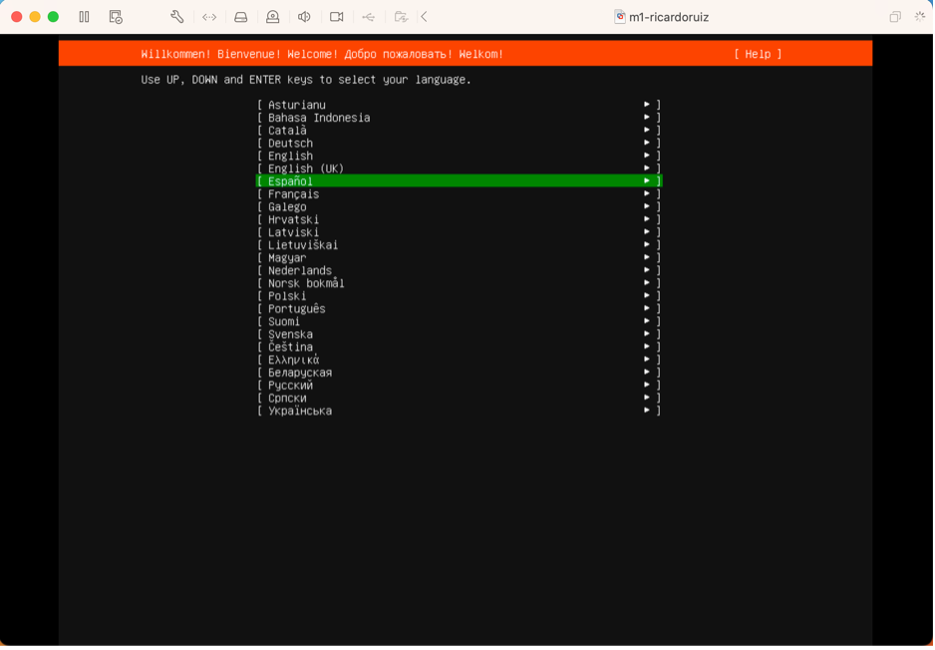 m1-ricardoruiz
Willkommen! Bienvenue! Welcome! Добро пожаловать! Welkom! [ Help ]
Use UP, DOWN and ENTER keys to select your language.
[ Asturianu ▸ ]
[ Bahasa Indonesia ▸ ]
[ Català ▸ ]
[ Deutsch ▸ ]
[ English ▸ ]
[ English (UK) ▸ ]
[ Español ▸ ]
[ Français ▸ ]
[ Galego ▸ ]
[ Hrvatski ▸ ]
[ Latviski ▸ ]
[ Lietuviškai ▸ ]
[ Magyar ▸ ]
[ Nederlands ▸ ]
[ Norsk bokmål ▸ ]
[ Polski ▸ ]
[ Português ▸ ]
[ Suomi ▸ ]
[ Svenska ▸ ]
[ Čeština ▸ ]
[ Ελληνικά ▸ ]
[ Беларуская ▸ ]
[ Русский ▸ ]
[ Српски ▸ ]
[ Українська ▸ ]